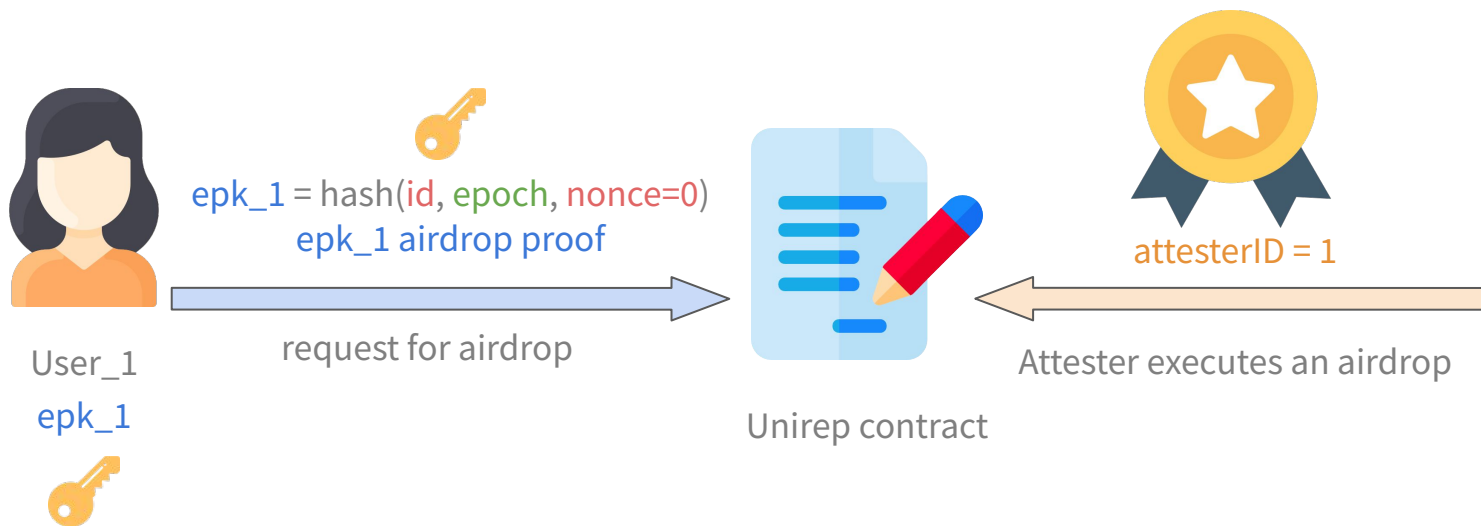 epk_1 = hash(id, epoch, nonce=0)
epk_1 airdrop proof
request for airdrop
User_1
epk_1
Unirep contract
attesterID = 1
Attester executes an airdrop